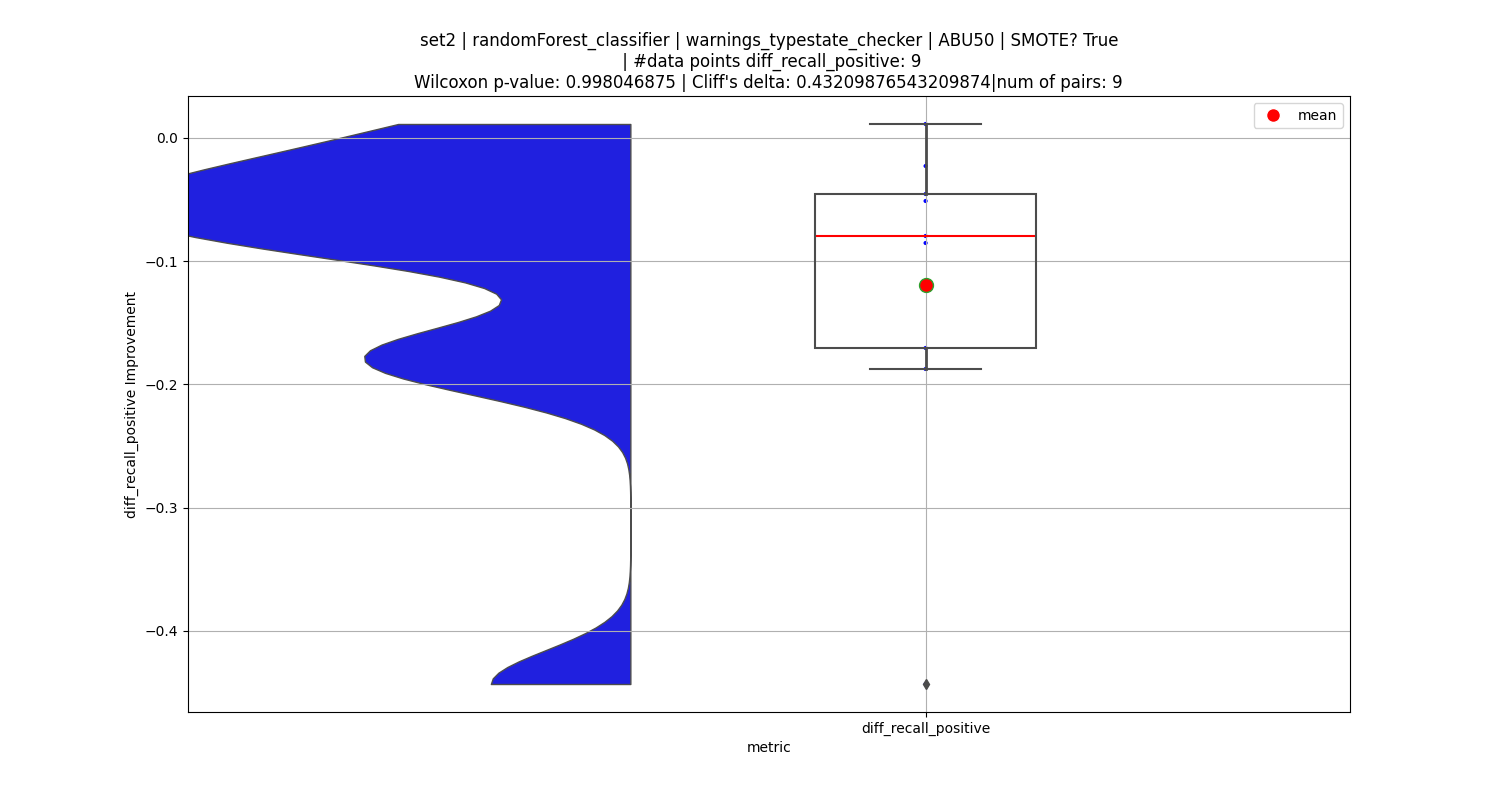 set2 | randomForest_classifier | warnings_typestate_checker | ABU50 | SMOTE? True
| #data points diff_recall_positive: 9
Wilcoxon p-value: 0.998046875 | Cliff's delta: 0.43209876543209874|num of pairs: 9
mean
0.0
−0.1
−0.2
−0.3
−0.4
diff_recall_positive Improvement
diff_recall_positive
metric